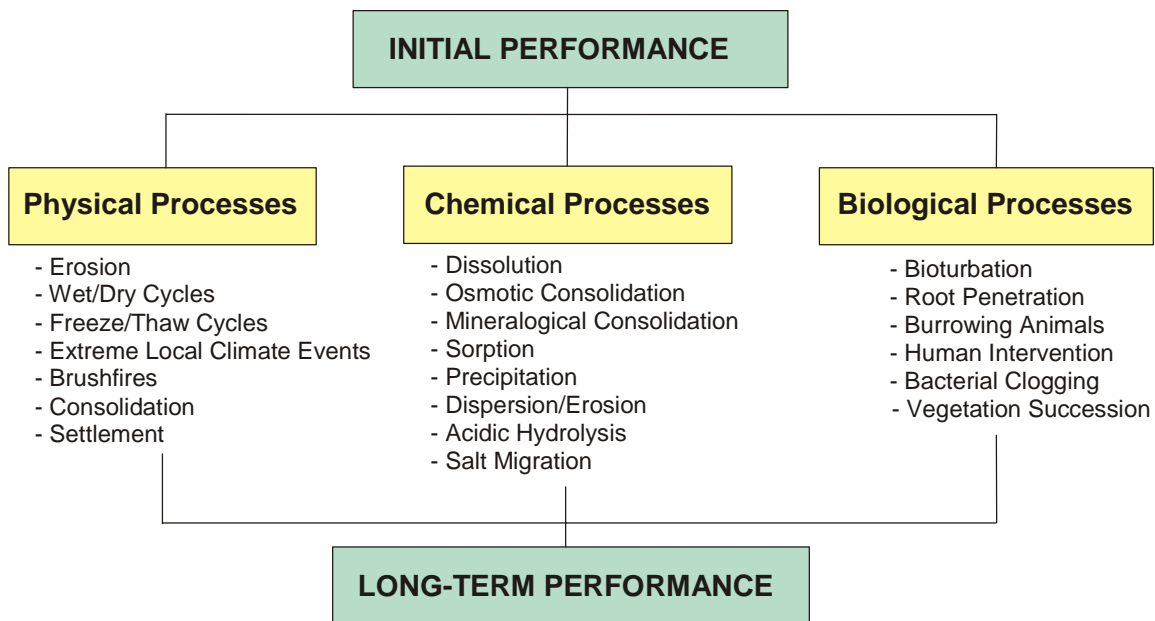 INITIAL PERFORMANCE
Physical Processes
- Erosion
- Wet/Dry Cycles
- Freeze/Thaw Cycles
- Extreme Local Climate Events
- Brushfires
- Consolidation
- Settlement
Chemical Processes
- Dissolution
- Osmotic Consolidation
- Mineralogical Consolidation
- Sorption
- Precipitation
- Dispersion/Erosion
- Acidic Hydrolysis
- Salt Migration
Biological Processes
- Bioturbation
- Root Penetration
- Burrowing Animals
- Human Intervention
- Bacterial Clogging
- Vegetation Succession
LONG-TERM PERFORMANCE